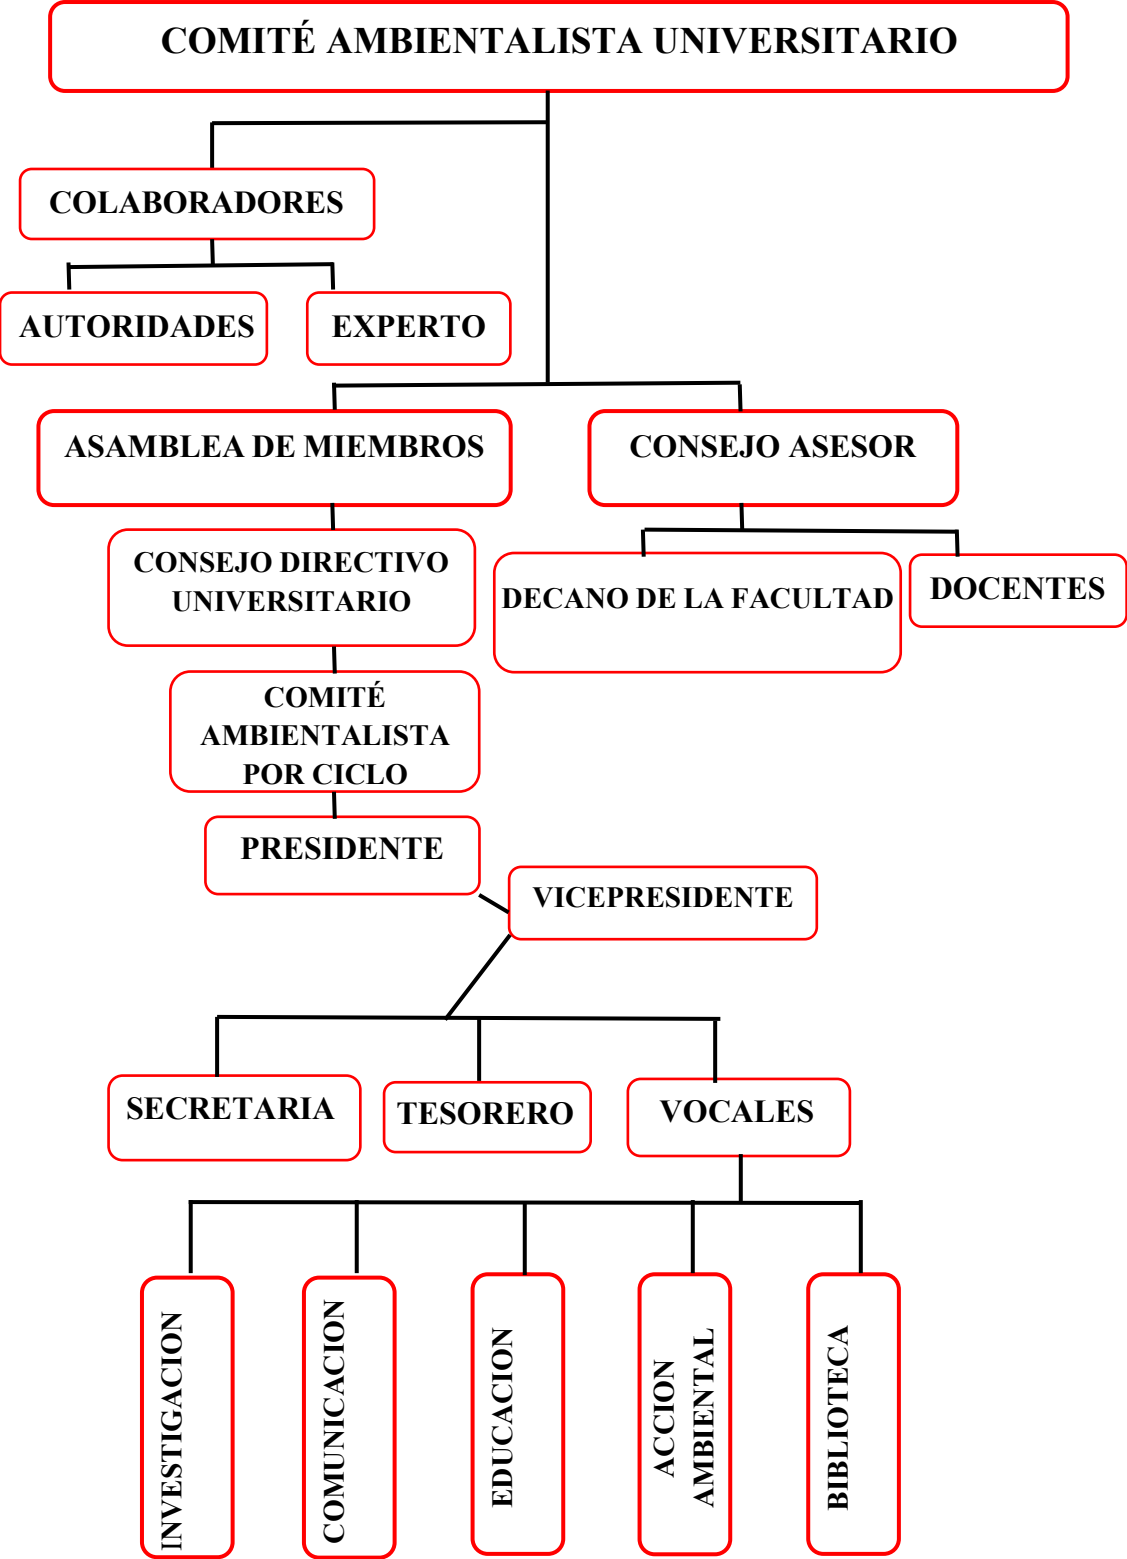 COMITÉ AMBIENTALISTA UNIVERSITARIO
COLABORADORES
AUTORIDADES
EXPERTO
ASAMBLEA DE MIEMBROS
CONSEJO ASESOR
CONSEJO DIRECTIVO
UNIVERSITARIO
DECANO DE LA FACULTAD
DOCENTES
COMITÉ
AMBIENTALISTA
POR CICLO
PRESIDENTE
VICEPRESIDENTE
SECRETARIA
TESORERO
VOCALES
INVESTIGACION
COMUNICACION
EDUCACION
ACCION
AMBIENTAL
BIBLIOTECA